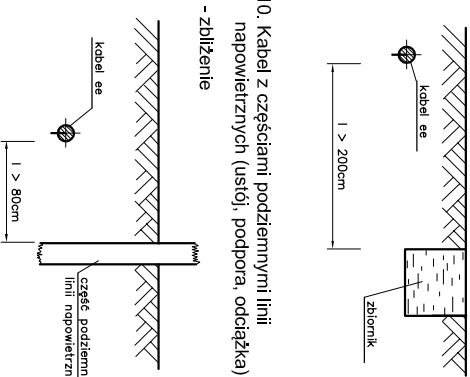 kabel ee
l > 200cm
zbiornik
10. Kabel z częściami podziemnymi linii
napowietrznych (ustój, podpora, odciążka)
- zbliżenie
kabel ee
l > 80cm
część podziemn
linii napowietrzn